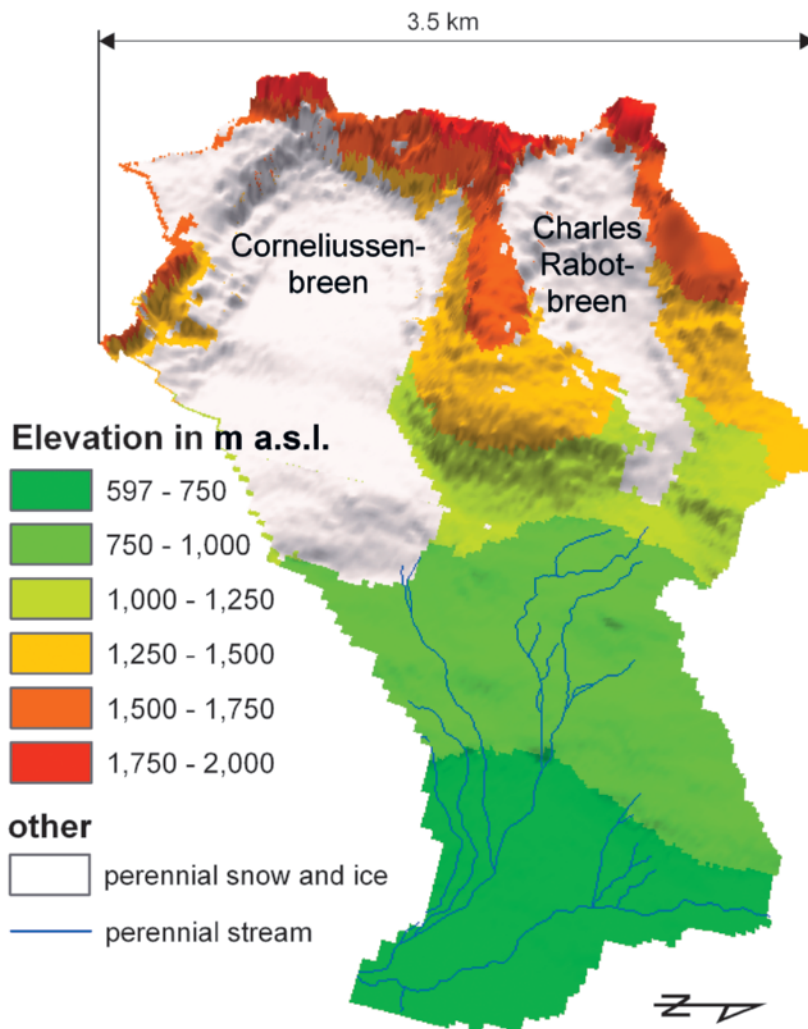 3.5 km
Corneliussen-
breen
Charles
Rabot-
breen
Elevation in m a.s.l.
597 - 750
750 - 1,000
1,000 - 1,250
1,250 - 1,500
1,500 - 1,750
1,750 - 2,000
other
perennial snow and ice
perennial stream
N